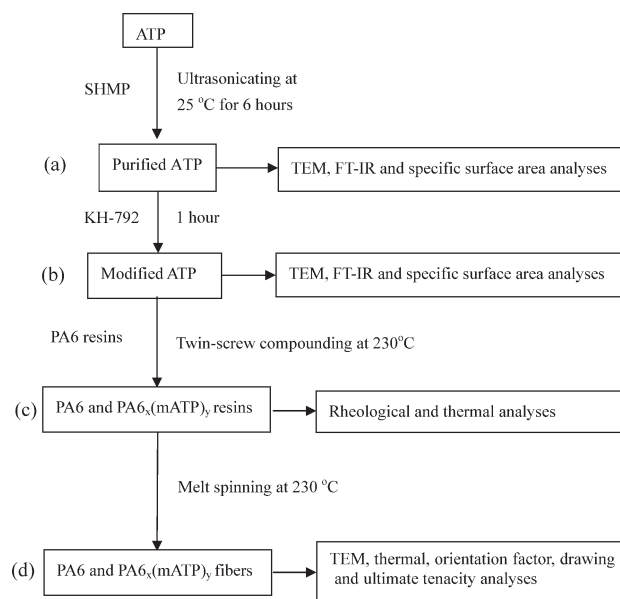 ATP
SHMP
Ultrasonicating at
25 °C for 6 hours
(a)
Purified ATP
TEM, FT-IR and specific surface area analyses
KH-792
1 hour
(b)
Modified ATP
TEM, FT-IR and specific surface area analyses
PA6 resins
Twin-screw compounding at 230°C
(c)
PA6 and PA6ₓ(mATP)ᵧ resins
Rheological and thermal analyses
Melt spinning at 230 °C
(d)
PA6 and PA6ₓ(mATP)ᵧ fibers
TEM, thermal, orientation factor, drawing
and ultimate tenacity analyses